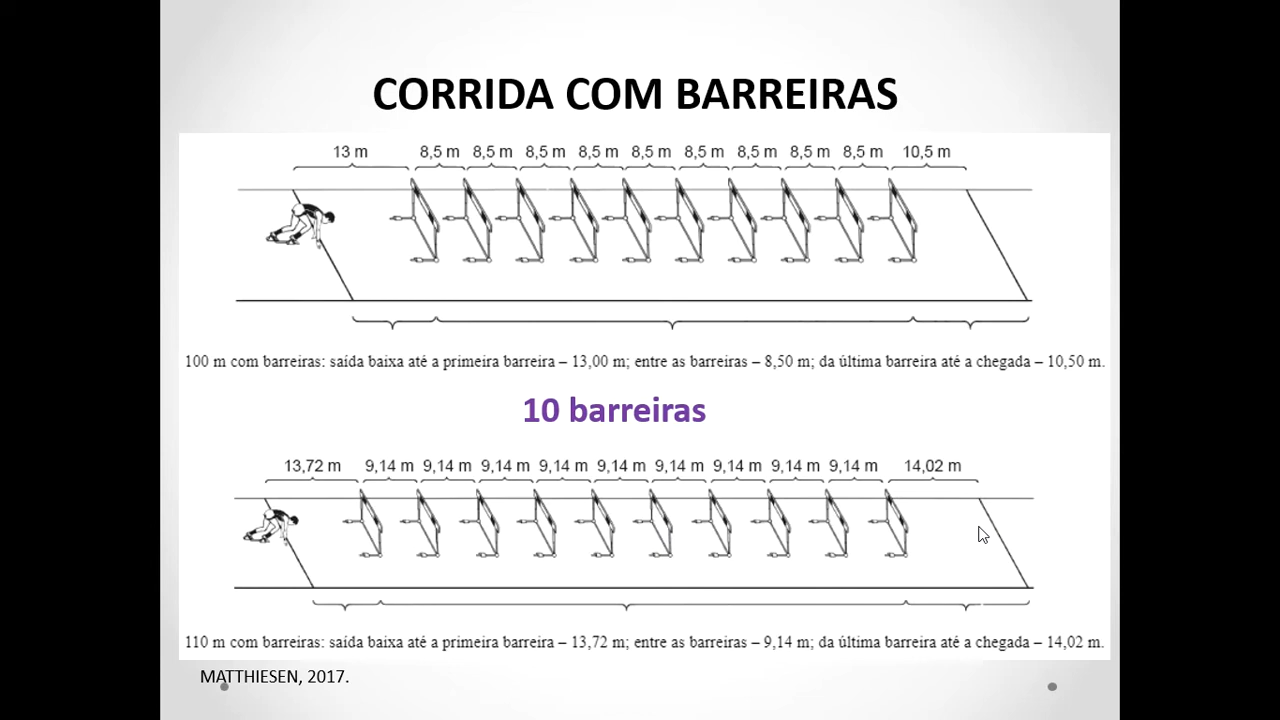 CORRIDA COM BARREIRAS
13 m 8,5 m 8,5 m 8,5 m 8,5 m 8,5 m 8,5 m 8,5 m 8,5 m 8,5 m 10,5 m
100 m com barreiras: saída baixa até a primeira barreira – 13,00 m; entre as barreiras – 8,50 m; da última barreira até a chegada – 10,50 m.
10 barreiras
13,72 m 9,14 m 9,14 m 9,14 m 9,14 m 9,14 m 9,14 m 9,14 m 9,14 m 9,14 m 14,02 m
110 m com barreiras: saída baixa até a primeira barreira – 13,72 m; entre as barreiras – 9,14 m; da última barreira até a chegada – 14,02 m.
MATTHIESEN, 2017.